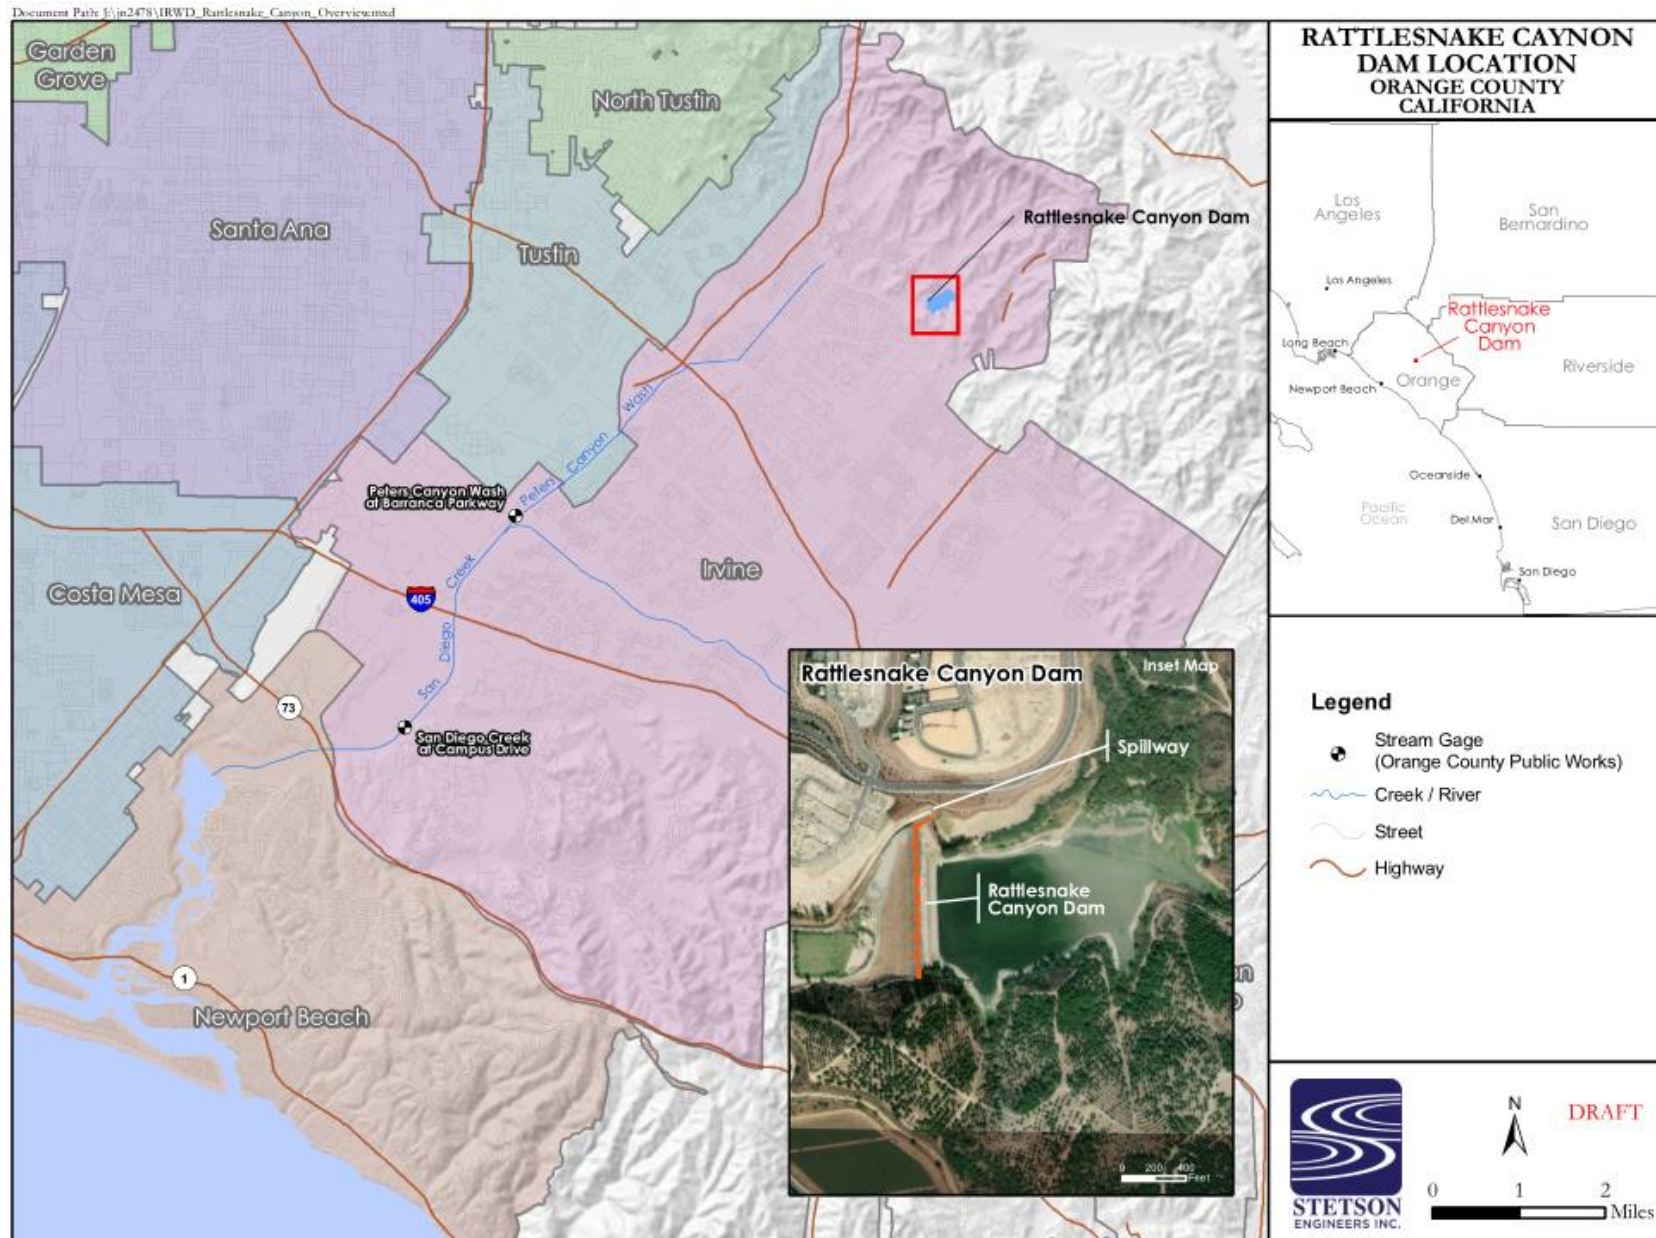 Document Path: J:\jn2478\IRWD_Rattlesnake_Canyon_Overview.mxd
RATTLESNAKE CAYNON
DAM LOCATION
ORANGE COUNTY
CALIFORNIA
Garden
Grove
North Tustin
Santa Ana
Tustin
Rattlesnake Canyon Dam
Wash
Canyon
Peters
Peters Canyon Wash
at Barranca Parkway
Irvine
Costa Mesa
405
Creek
Diego
San
73
San Diego Creek
at Campus Drive
1
Newport Beach
Rattlesnake Canyon Dam
Inset Map
Spillway
Rattlesnake
Canyon Dam
0 200 400
Feet
Los
Angeles
San
Bernardino
Los Angeles
Rattlesnake
Canyon
Dam
Long Beach
Riverside
Newport Beach
Orange
Oceanside
Pacific
Ocean
Del Mar
San Diego
San Diego
Legend
Stream Gage
(Orange County Public Works)
Creek / River
Street
Highway
N
DRAFT
0 1 2
Miles
STETSON
ENGINEERS INC.